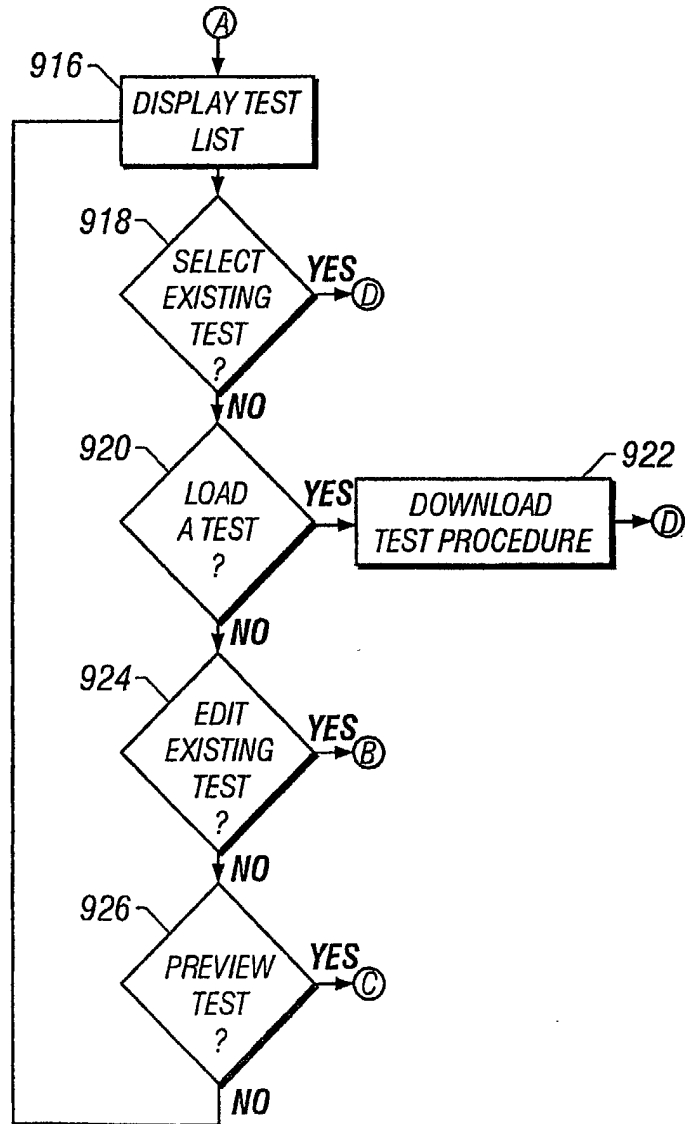 A
916
DISPLAY TEST
LIST
918
SELECT
EXISTING
TEST
?
YES
D
NO
920
LOAD
A TEST
?
YES
922
DOWNLOAD
TEST PROCEDURE
D
NO
924
EDIT
EXISTING
TEST
?
YES
B
NO
926
PREVIEW
TEST
?
YES
C
NO